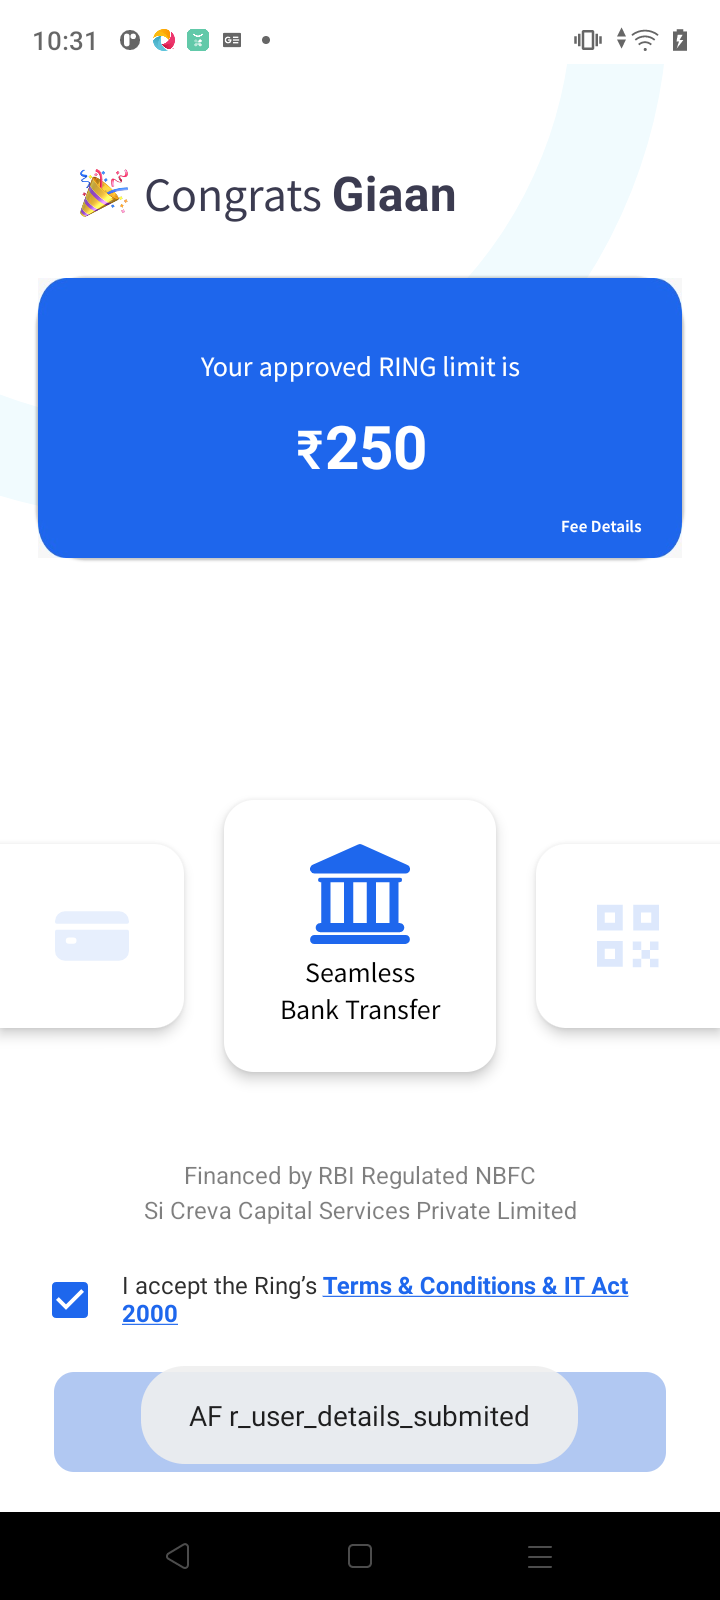 10:31
GE
Congrats Giaan
Your approved RING limit is
₹250
Fee Details
Seamless
Bank Transfer
Financed by RBI Regulated NBFC
Si Creva Capital Services Private Limited
I accept the Ring’s Terms & Conditions & IT Act
2000
AF r_user_details_submited